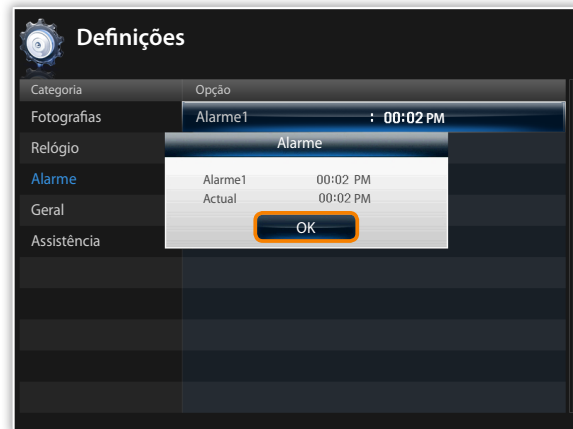 Definições
Categoria Opção
Fotografias Alarme1 : 00:02 PM
Relógio
Alarme
Alarme
Alarme1 00:02 PM
Actual 00:02 PM
OK
Geral
Assistência